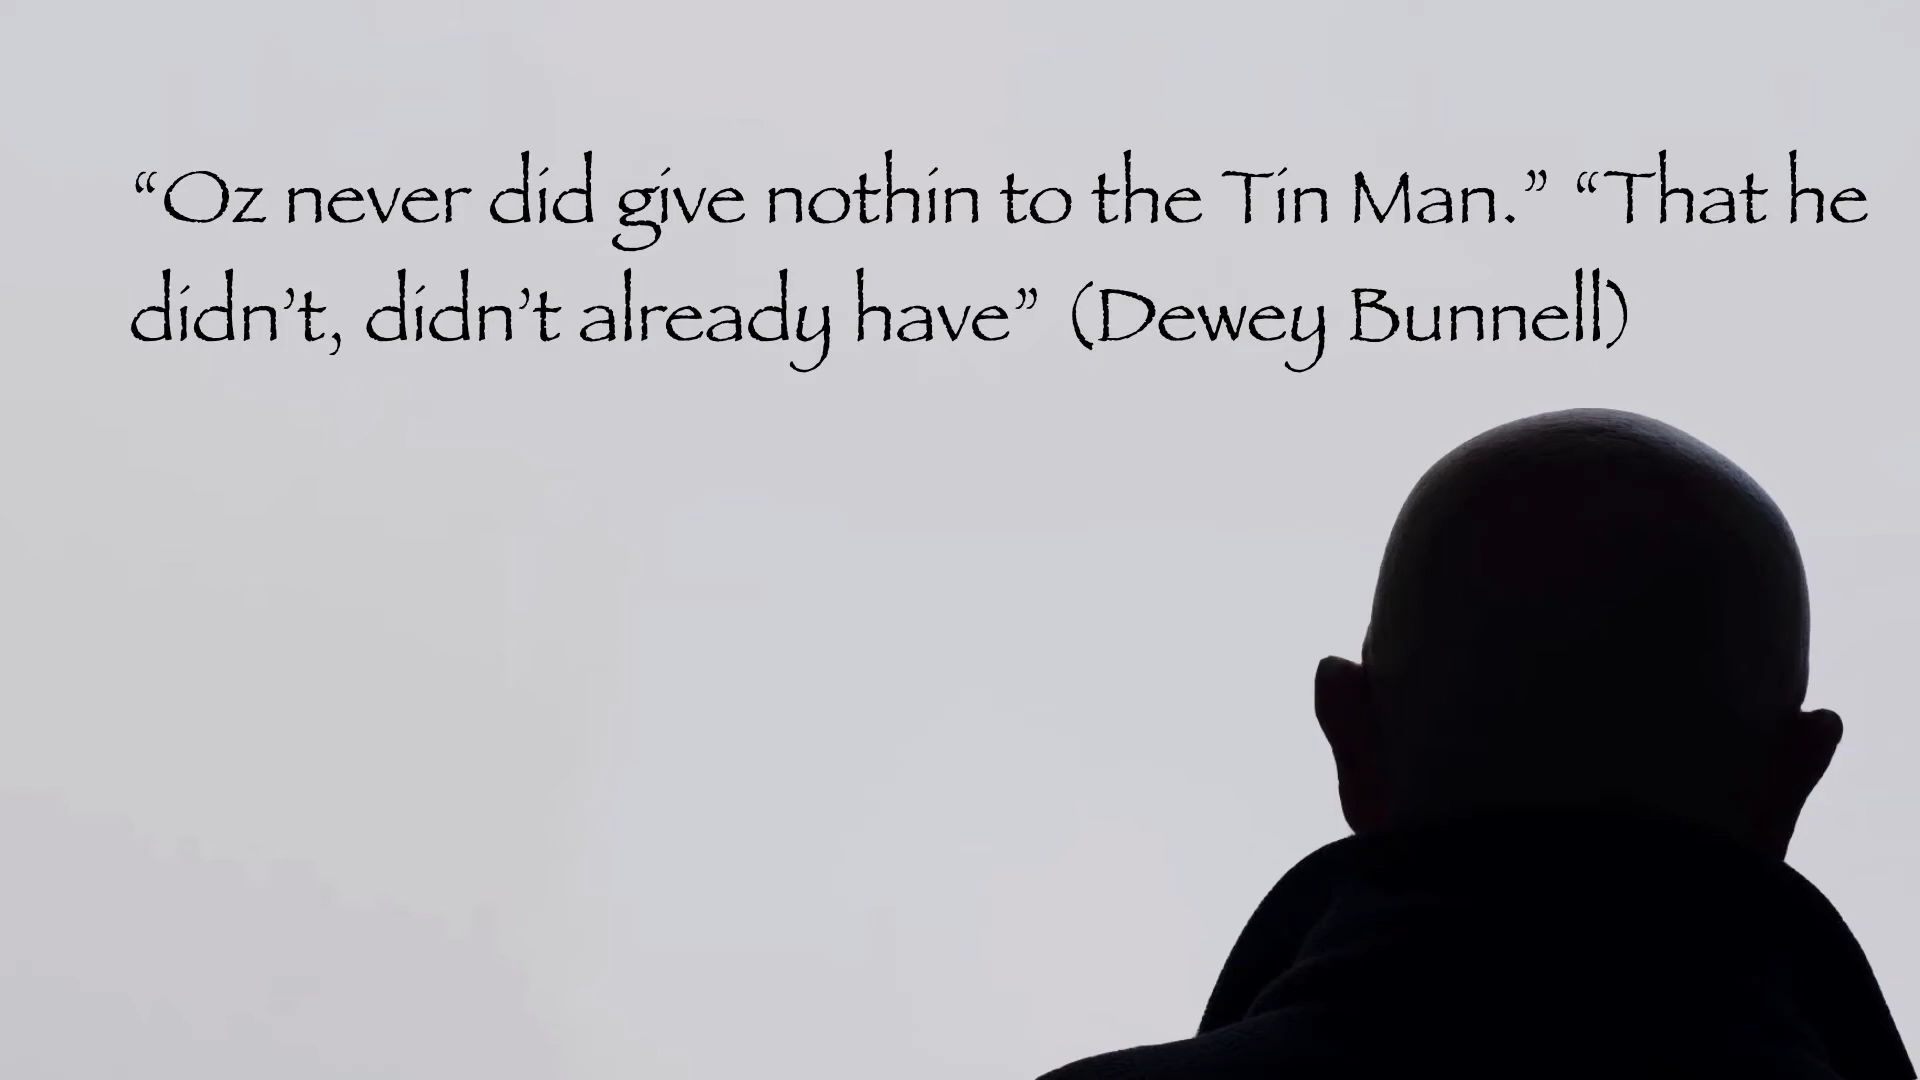 “Oz never did give nothin to the Tin Man.” “That he
didn’t, didn’t already have” (Dewey Bunnell)